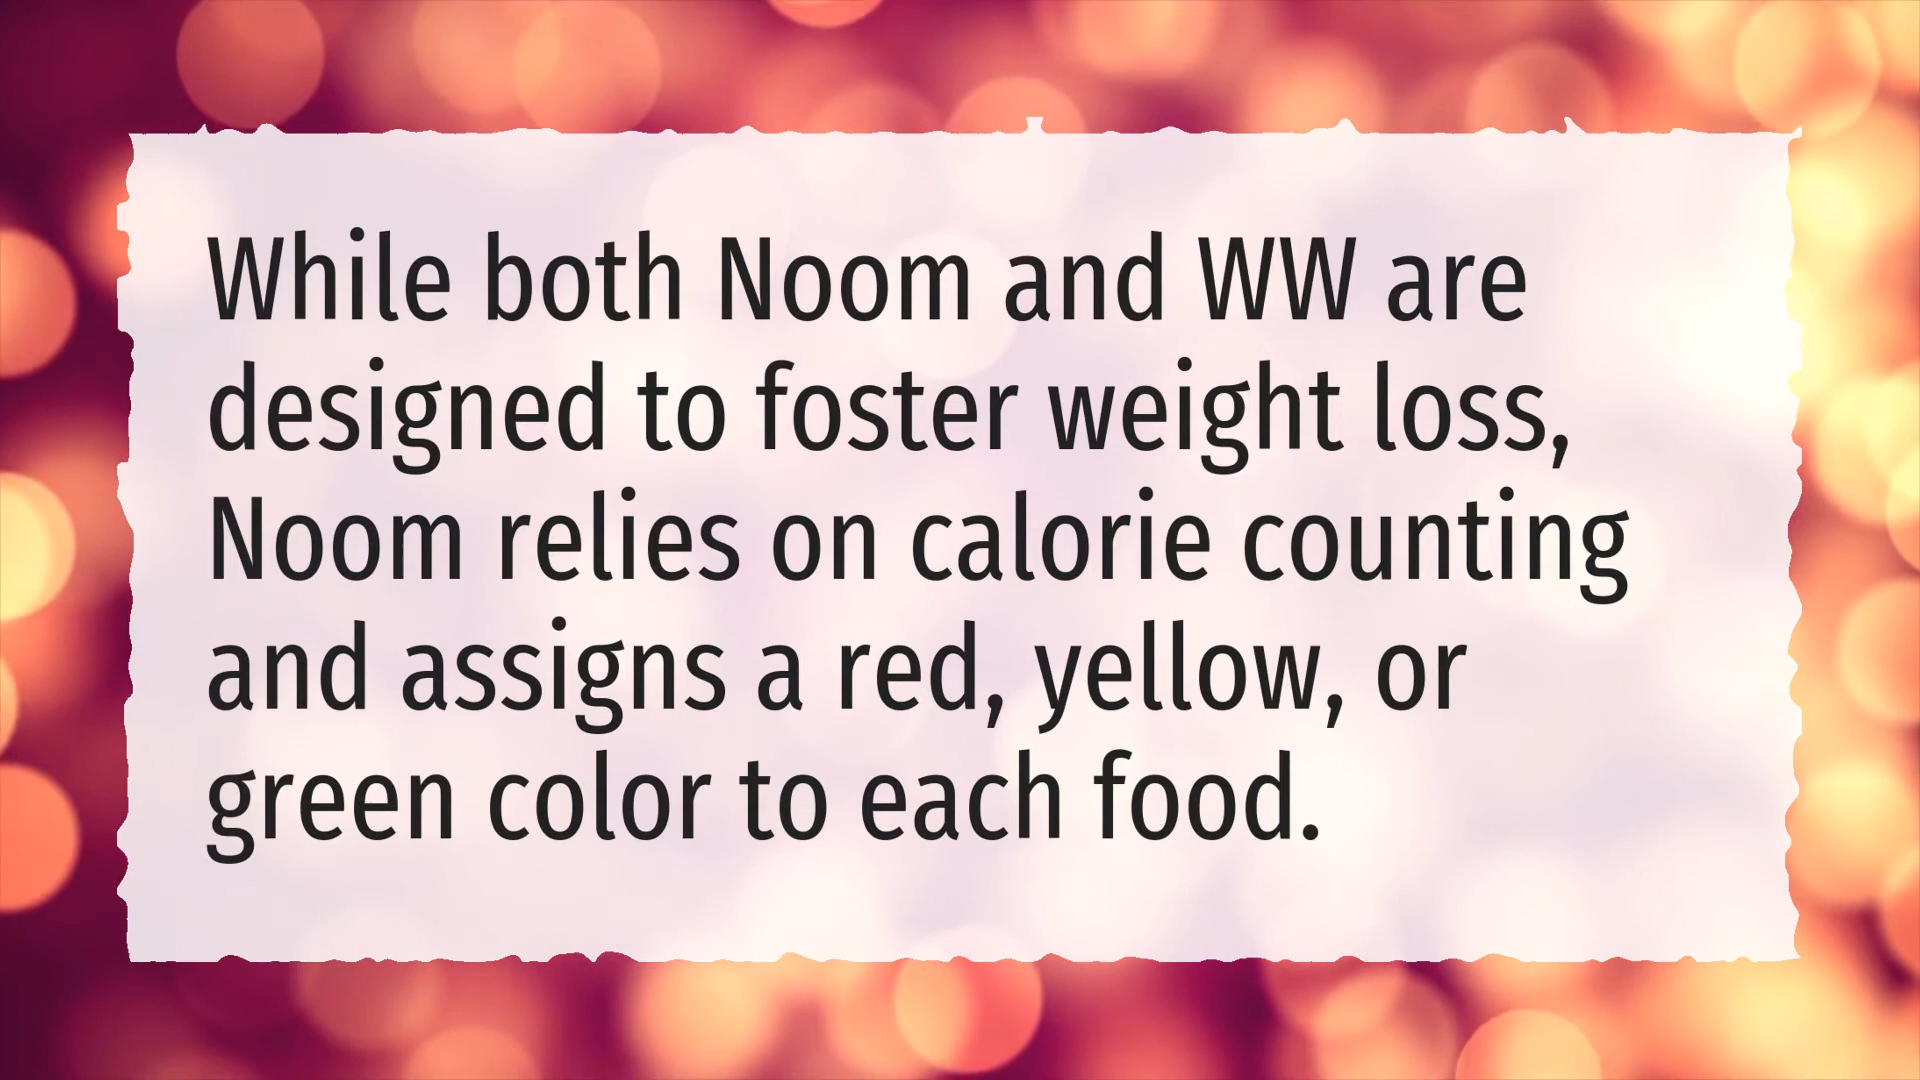 While both Noom and WW are
designed to foster weight loss,
Noom relies on calorie counting
and assigns a red, yellow, or
green color to each food.